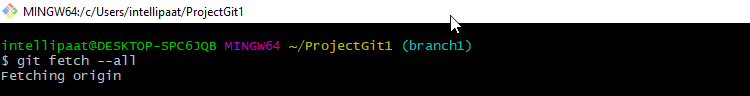 MINGW64:/c/Users/intellipaat/ProjectGit1
intellipaat@DESKTOP-SPC6JQB MINGW64 ~/ProjectGit1 (branch1)
$ git fetch --all
Fetching origin